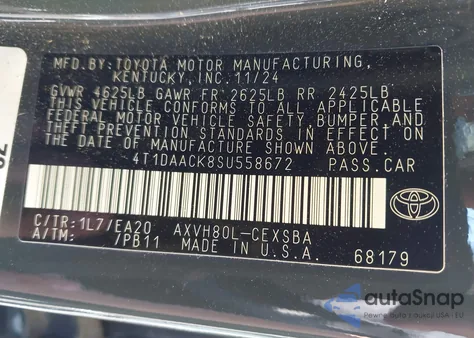 MFD.BY: TOYOTA MOTOR MANUFACTURING,
KENTUCKY, INC. 11/24
GVWR 4625LB GAWR FR 2625LB RR 2425LB
THIS VEHICLE CONFORMS TO ALL APPLICABLE
FEDERAL MOTOR VEHICLE SAFETY, BUMPER AND
THEFT PREVENTION STANDARDS IN EFFECT ON
THE DATE OF MANUFACTURE SHOWN ABOVE.
4T1DAACK8SU558672 PASS.CAR
C/TR: 1L7/EA20 AXVH80L-CEXSBA
A/TM: /PB11 MADE IN U.S.A. 68179
autoSnap